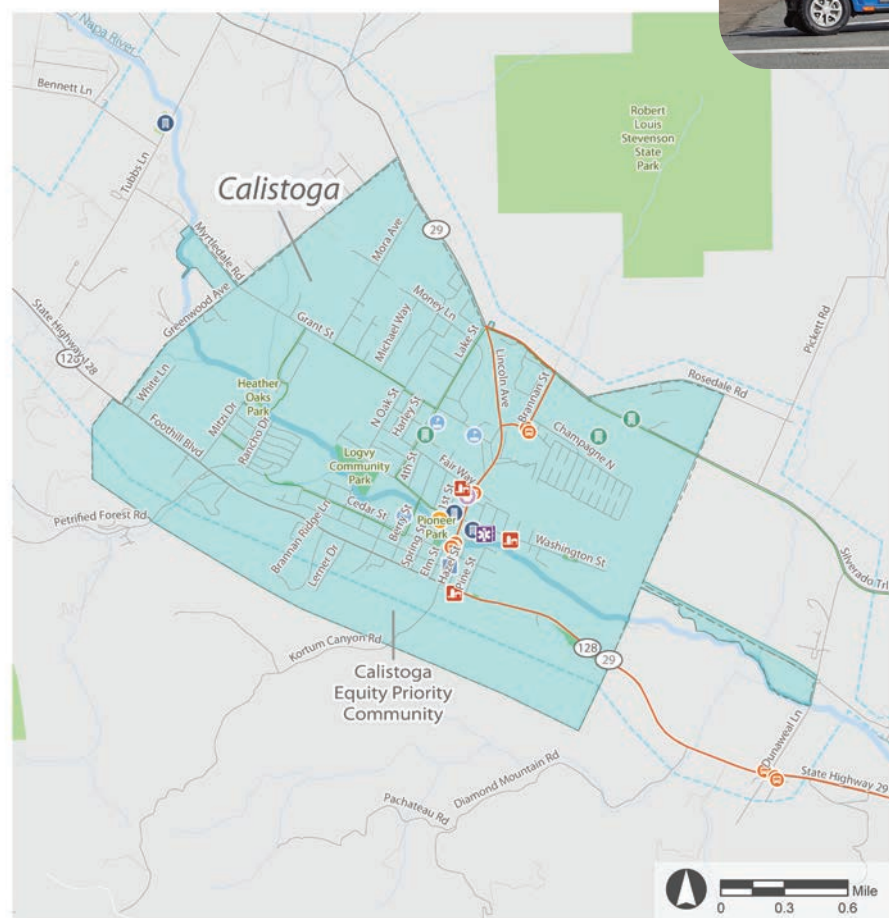 Napa River
Bennett Ln
Tubbs Ln
Robert
Louis
Stevenson
State
Park
Calistoga
Myrtledale Rd
Mora Ave
29
Greenwood Ave
Money Ln
Pickett Rd
State Highway 128
Grant St
Michael Way
Lake St
128
White Ln
Lincoln Ave
Brannan St
Rosedale Rd
Heather
Oaks
Park
N Oak St
Harley St
Mitzi Dr
Rancho Dr
Foothill Blvd
Champagne N
Logvy
Community
Park
4th St
Fair Way
1st St
Cedar St
Berry St
Pioneer
Park
Petrified Forest Rd
Brannan Ridge Ln
Spring St
Washington St
Lerner Dr
Elm St
Hazel St
Pine St
Silverado Trl
Kortum Canyon Rd
128
29
Calistoga
Equity Priority
Community
Dunaweal Ln
State Highway 29
Diamond Mountain Rd
Pachateau Rd
Mile
0 0.3 0.6